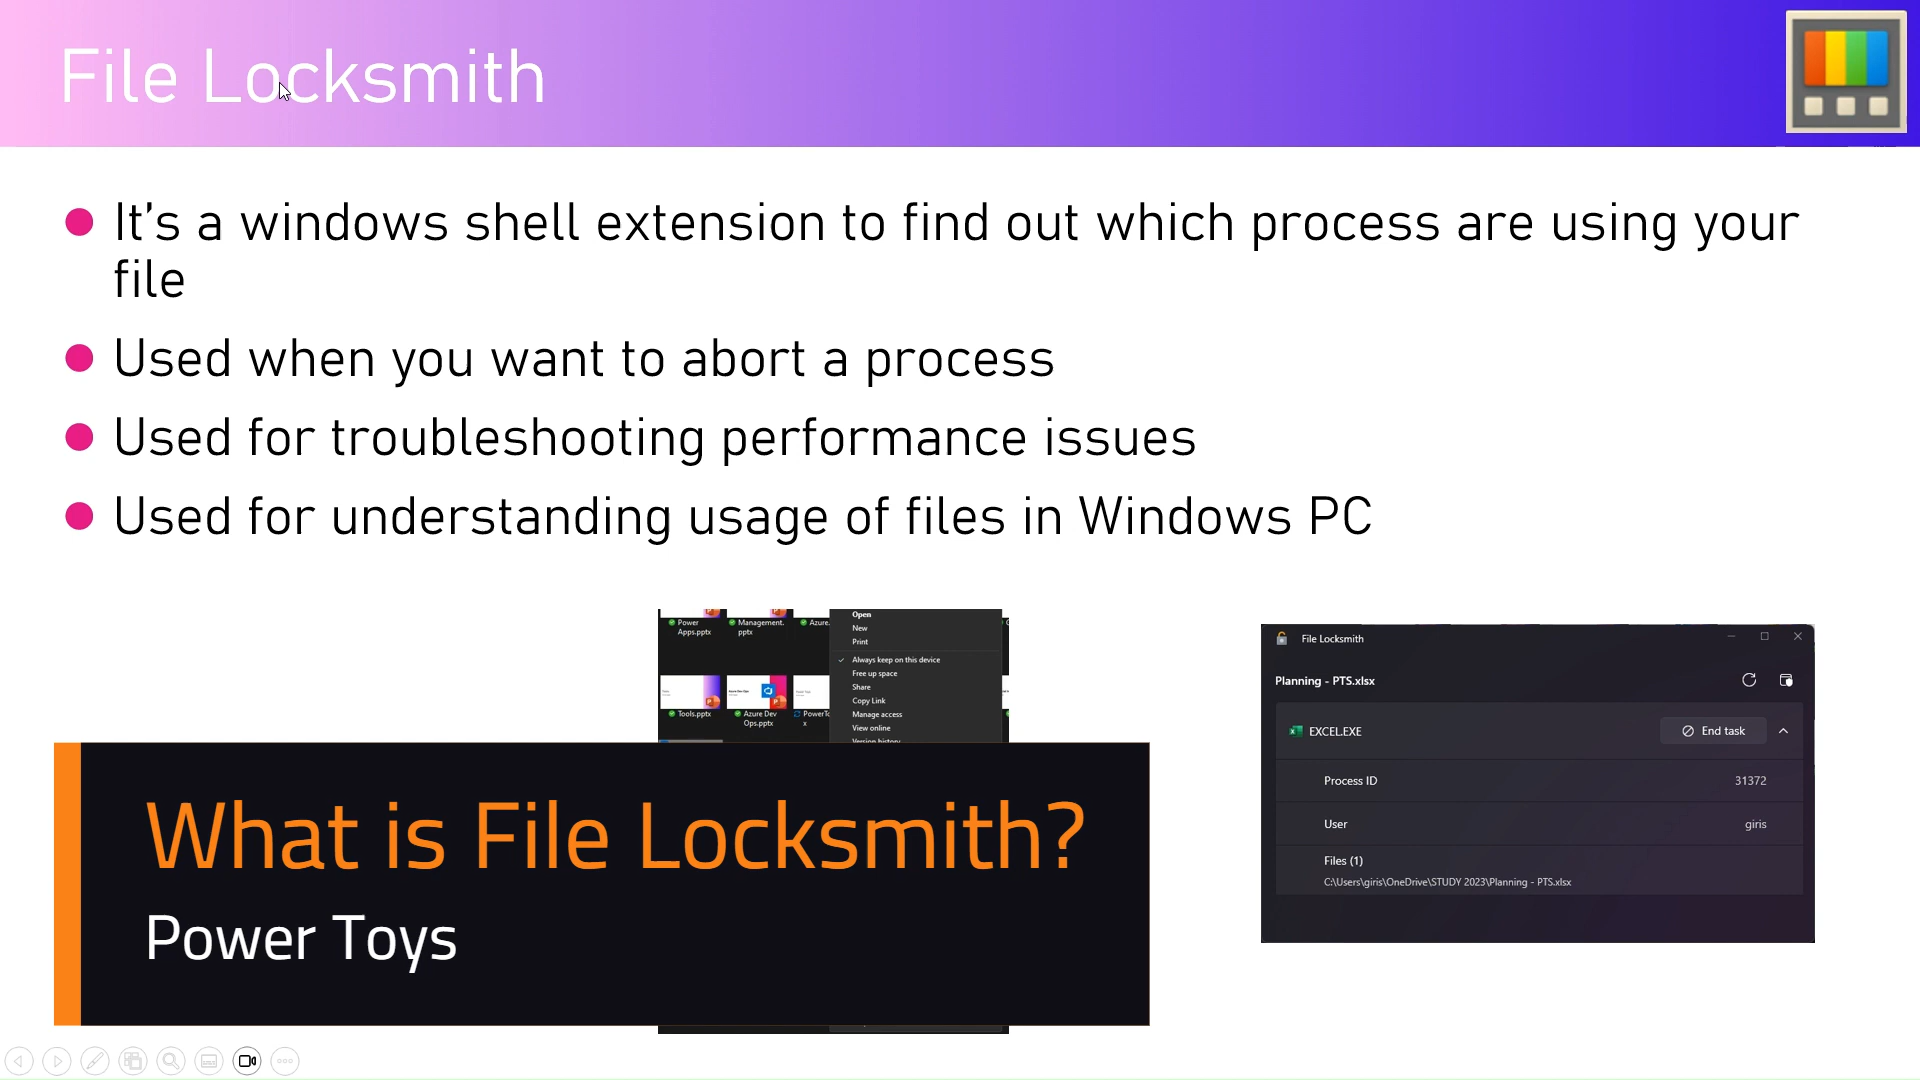 File Locksmith
It's a windows shell extension to find out which process are using your
file
Used when you want to abort a process
Used for troubleshooting performance issues
Used for understanding usage of files in Windows PC
Power
Apps.pptx
Management.
pptx
Azure.
Tools.pptx
Azure Dev
Ops.pptx
PowerTo
x
Open
New
Print
Always keep on this device
Free up space
Share
Copy Link
Manage access
View online
Version history
What is File Locksmith?
Power Toys
File Locksmith
Planning - PTS.xlsx
EXCEL.EXE
End task
Process ID
31372
User
giris
Files (1)
C:\Users\giris\OneDrive\STUDY 2023\Planning - PTS.xlsx